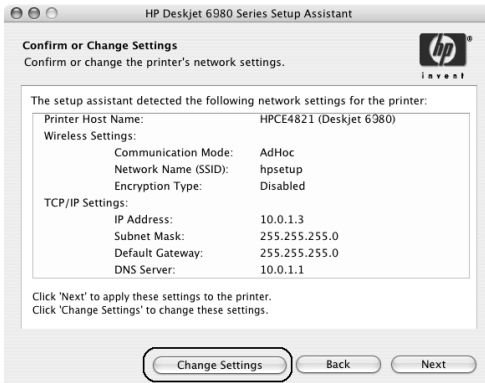 HP Deskjet 6980 Series Setup Assistant
Confirm or Change Settings
Confirm or change the printer's network settings.
hp
®
invent
The setup assistant detected the following network settings for the printer:
Printer Host Name: HPCE4821 (Deskjet 6980)
Wireless Settings:
Communication Mode: AdHoc
Network Name (SSID): hpsetup
Encryption Type: Disabled
TCP/IP Settings:
IP Address: 10.0.1.3
Subnet Mask: 255.255.255.0
Default Gateway: 255.255.255.0
DNS Server: 10.0.1.1
Click 'Next' to apply these settings to the printer.
Click 'Change Settings' to change these settings.
Change Settings
Back
Next